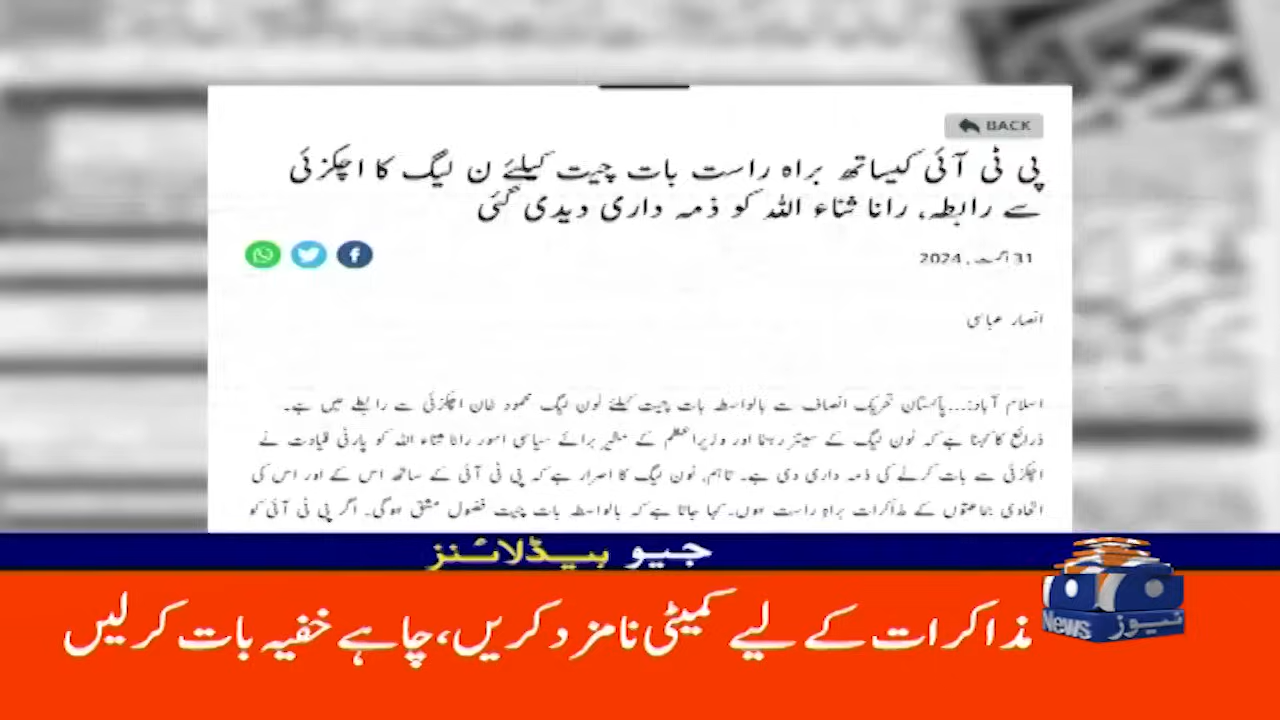 BACK
پی ٹی آئی کیساتھ براہ راست بات چیت کیلئے ن لیگ کا اچکزئی
سے رابطہ، رانا ثناء اللہ کو ذمہ داری دیدی گئی
31 اگست ، 2024
انصار عباسی
اسلام آباد:...پاکستان تحریک انصاف سے بالواسطہ بات چیت کیلئے نون لیگ محمود خان اچکزئی سے رابطے میں ہے۔
ذرائع کا کہنا ہے کہ نون لیگ کے سینئر رہنما اور وزیراعظم کے مشیر برائے سیاسی امور رانا ثناء اللہ کو پارٹی قیادت نے
اچکزئی سے بات کرنے کی ذمہ داری دی ہے۔ تاہم، نون لیگ کا اصرار ہے کہ پی ٹی آئی کے ساتھ اس کے اور اس کی
اتحادی جماعتوں کے مذاکرات براہِ راست ہوں۔ کہا جاتا ہے کہ بالواسطہ بات چیت فضول مشق ہوگی۔ اگر پی ٹی آئی کو
جیو ہیڈلائنز
مذاکرات کے لیے کمیٹی نامزد کریں، چاہے خفیہ بات کرلیں
News نیوز